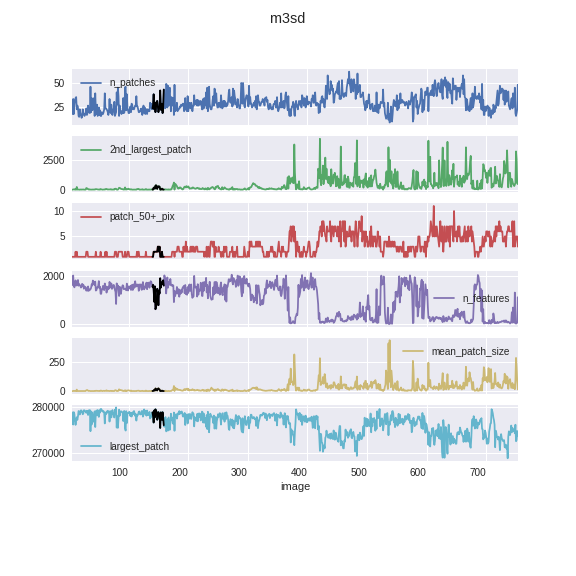 m3sd
50
25
n_patches
2500
0
2nd_largest_patch
10
5
patch_50+_pix
2000
0
n_features
250
0
mean_patch_size
280000
270000
largest_patch
100 200 300 400 500 600 700
image